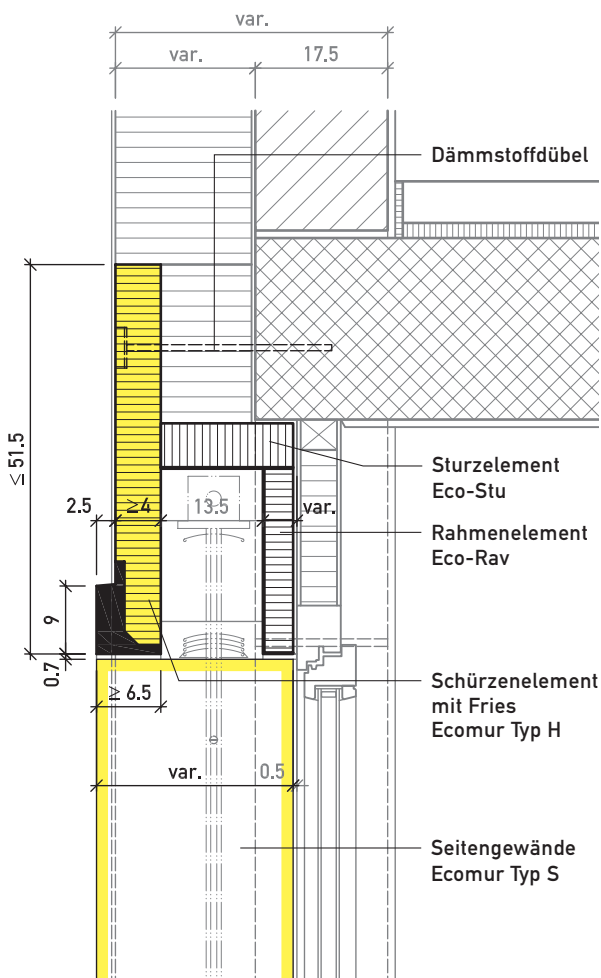 var.
var.
17.5
Dämmstoffdübel
≤ 51.5
Sturzelement
Eco-Stu
2.5
≥4
13.5
var.
Rahmenelement
Eco-Rav
9
0.7
≥ 6.5
Schürzenelement
mit Fries
Ecomur Typ H
var.
0.5
Seitengewände
Ecomur Typ S